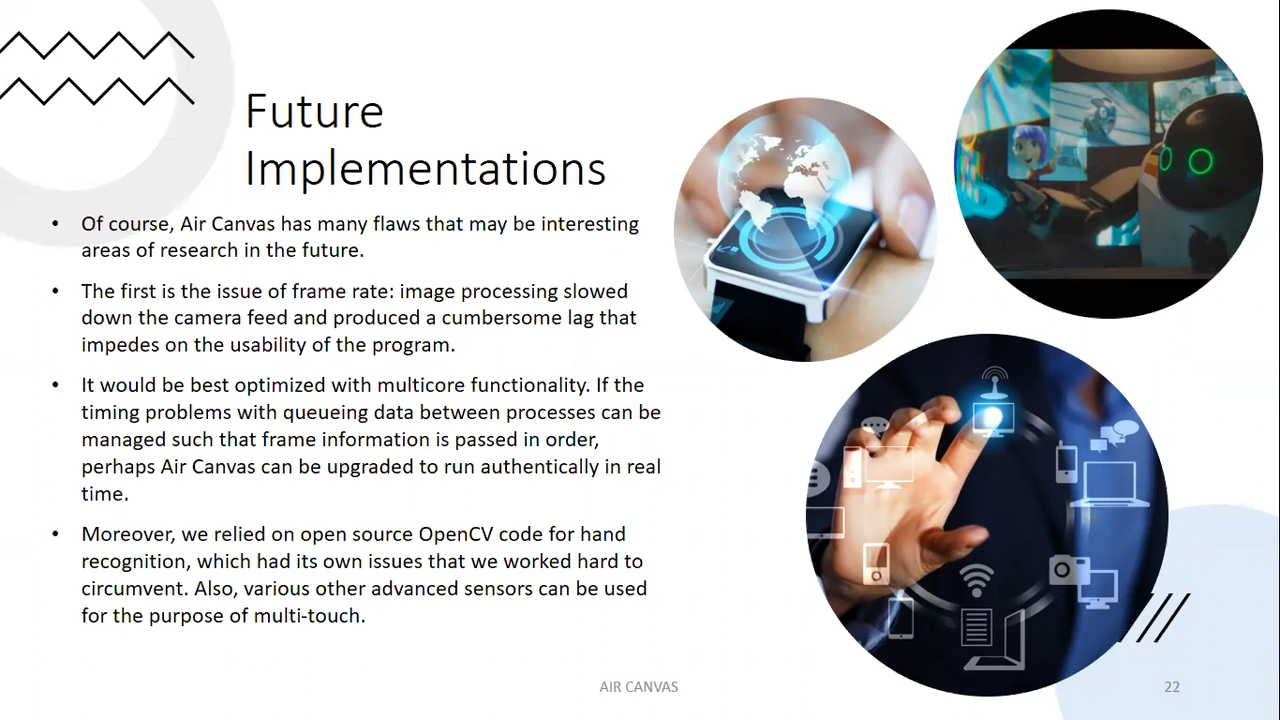 Future
Implementations
• Of course, Air Canvas has many flaws that may be interesting
areas of research in the future.
• The first is the issue of frame rate: image processing slowed
down the camera feed and produced a cumbersome lag that
impedes on the usability of the program.
• It would be best optimized with multicore functionality. If the
timing problems with queueing data between processes can be
managed such that frame information is passed in order,
perhaps Air Canvas can be upgraded to run authentically in real
time.
• Moreover, we relied on open source OpenCV code for hand
recognition, which had its own issues that we worked hard to
circumvent. Also, various other advanced sensors can be used
for the purpose of multi-touch.
AIR CANVAS
22